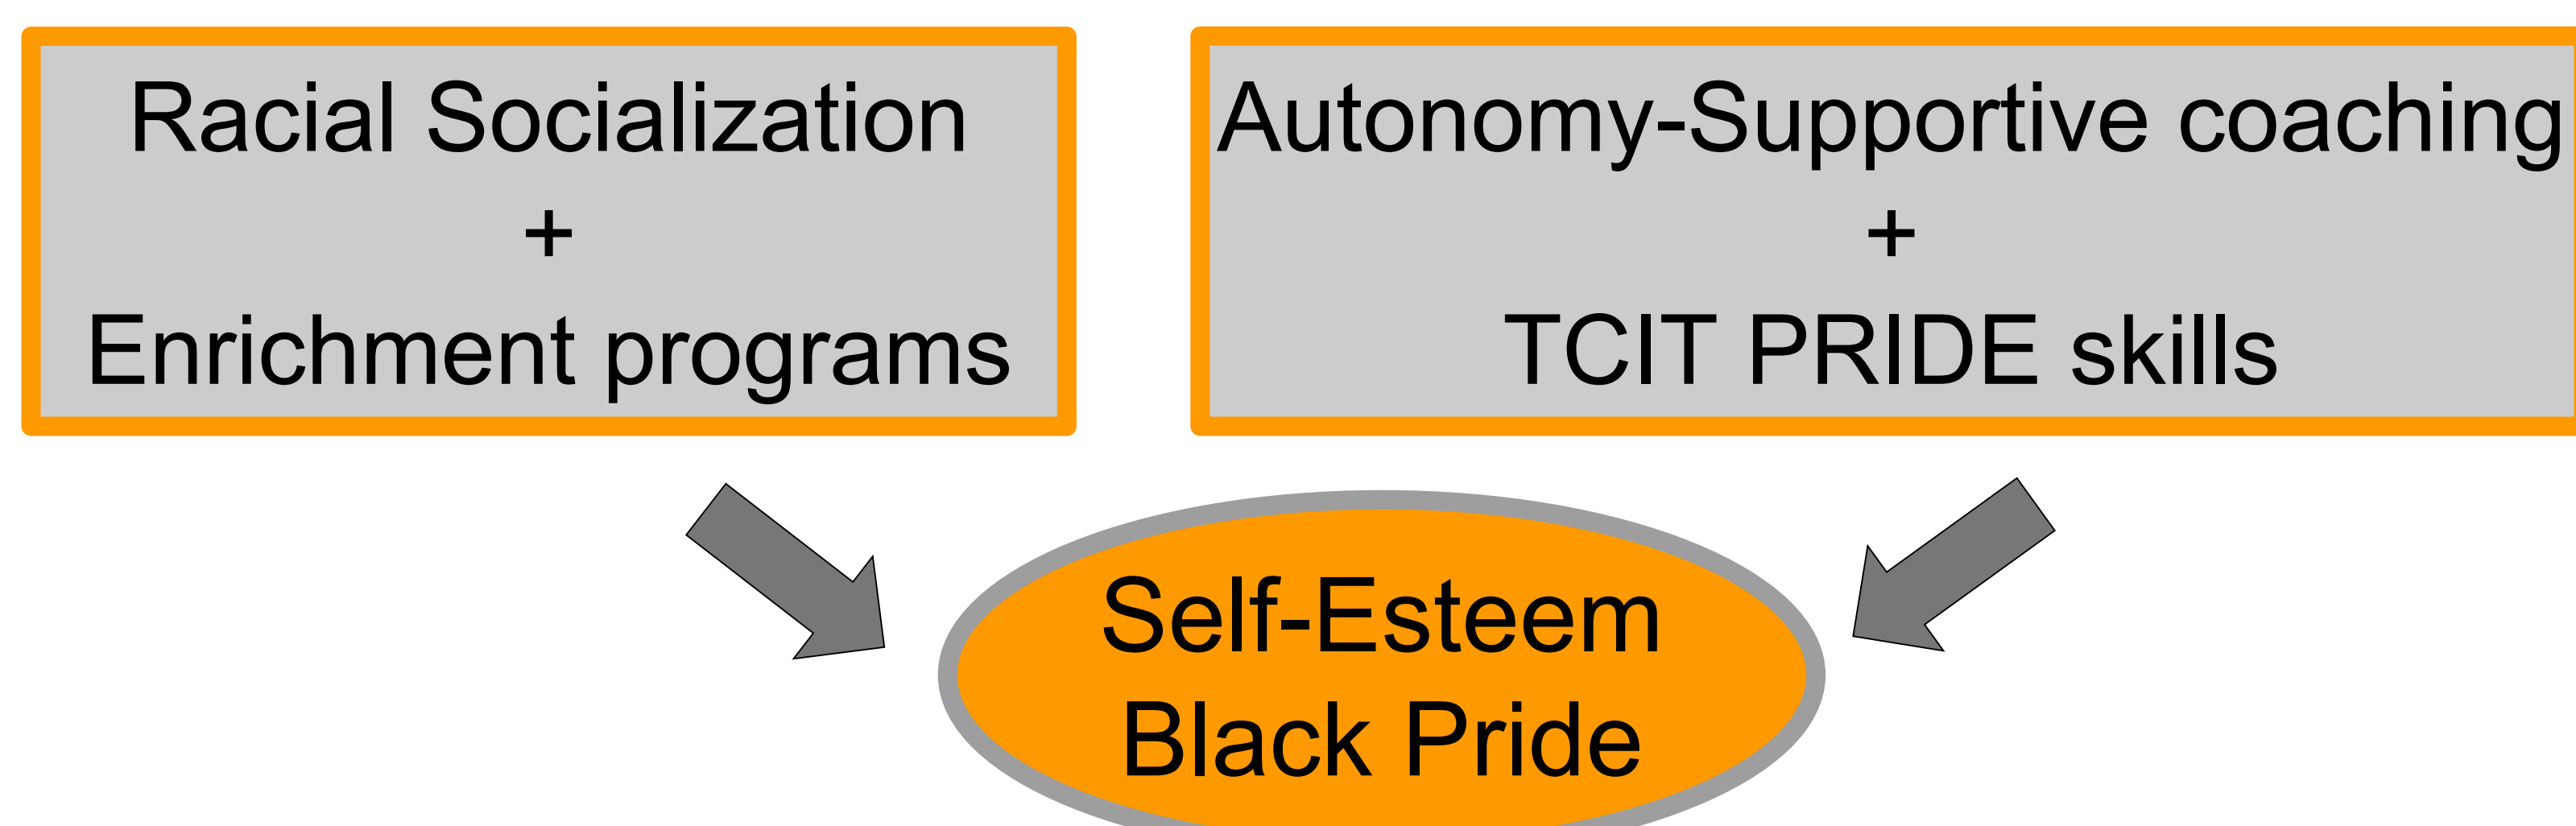 Racial Socialization
+
Enrichment programs
Autonomy-Supportive coaching
+
TCIT PRIDE skills
Self-Esteem
Black Pride